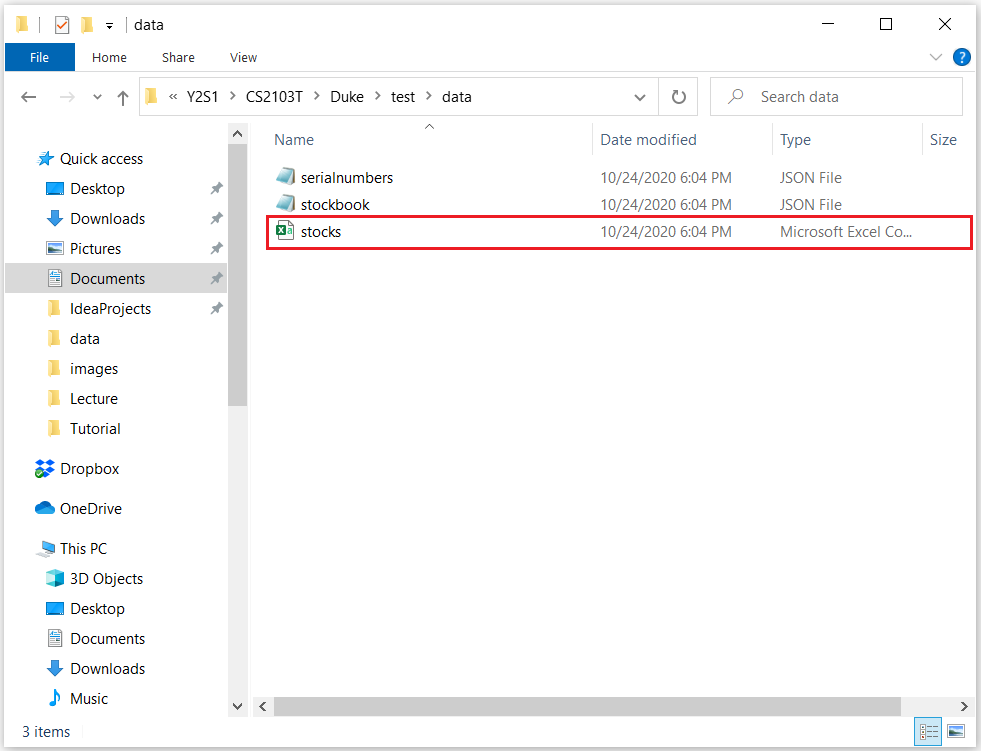 data
File Home Share View
« Y2S1 > CS2103T > Duke > test > data
Search data
Name Date modified Type Size
serialnumbers 10/24/2020 6:04 PM JSON File
stockbook 10/24/2020 6:04 PM JSON File
stocks 10/24/2020 6:04 PM Microsoft Excel Co...
Quick access
Desktop
Downloads
Pictures
Documents
IdeaProjects
data
images
Lecture
Tutorial
Dropbox
OneDrive
This PC
3D Objects
Desktop
Documents
Downloads
Music
3 items